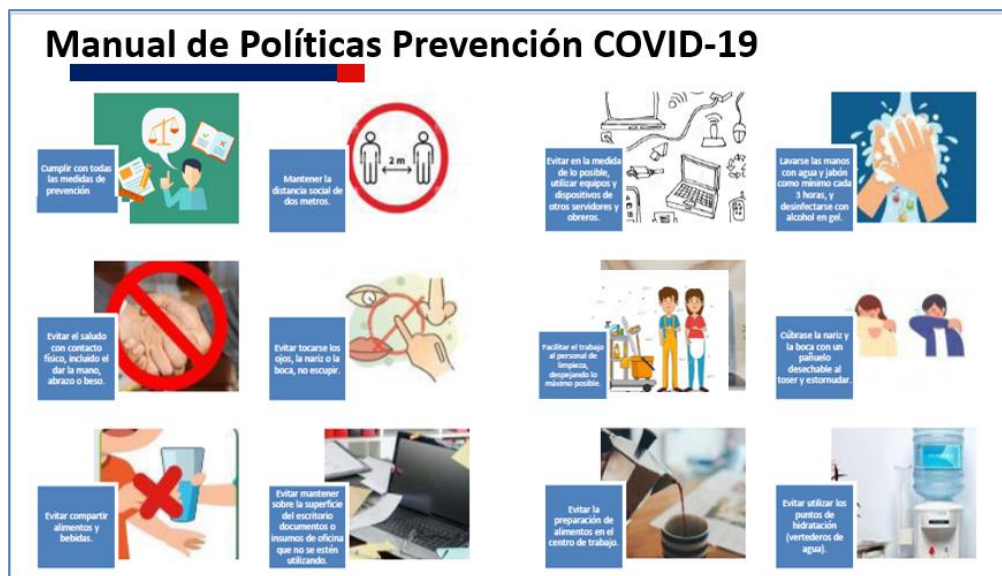 Manual de Políticas Prevención COVID-19
Cumplir con todas
las medidas de
prevención
Mantener la
distancia social de
dos metros.
2 m
Evitar en la medida
de lo posible,
utilizar equipos y
dispositivos de
otros servidores y
obreros.
Lavarse las manos
con agua y jabón
como mínimo cada
3 horas, y
desinfectarse con
alcohol en gel.
Evitar el saludo
con contacto
físico, incluido el
dar la mano,
abrazo o beso.
Evitar tocarse los
ojos, la nariz o la
boca, no escupir.
Facilitar el trabajo
al personal de
limpieza,
despejando lo
máximo posible.
Cúbrase la nariz y
la boca con un
pañuelo
desechable al
toser y estornudar.
Evitar compartir
alimentos y
bebidas.
Evitar mantener
sobre la superficie
del escritorio
documentos o
insumos de oficina
que no se estén
utilizando.
Evitar la
preparación de
alimentos en el
centro de trabajo.
Evitar utilizar los
puntos de
hidratación
(vertederos de
agua).